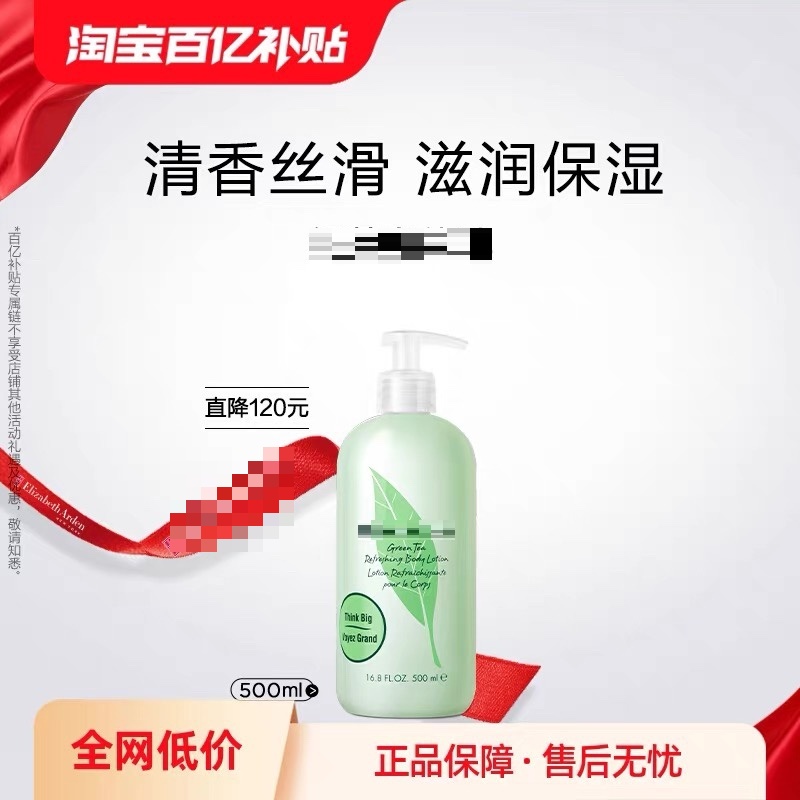 淘宝百亿补贴
清香丝滑 滋润保湿
*百亿补贴专属链不享受店铺其他活动礼遇及优惠，敬请知悉。
直降120元
Elizabeth Arden
NEW YORK
Green Tea
Refreshing Body Lotion
Lotion Rafraîchissante
pour le Corps
Think Big
Voyez Grand
16.8 FL.OZ. 500 ml ℮
500ml
全网低价
正品保障·售后无忧